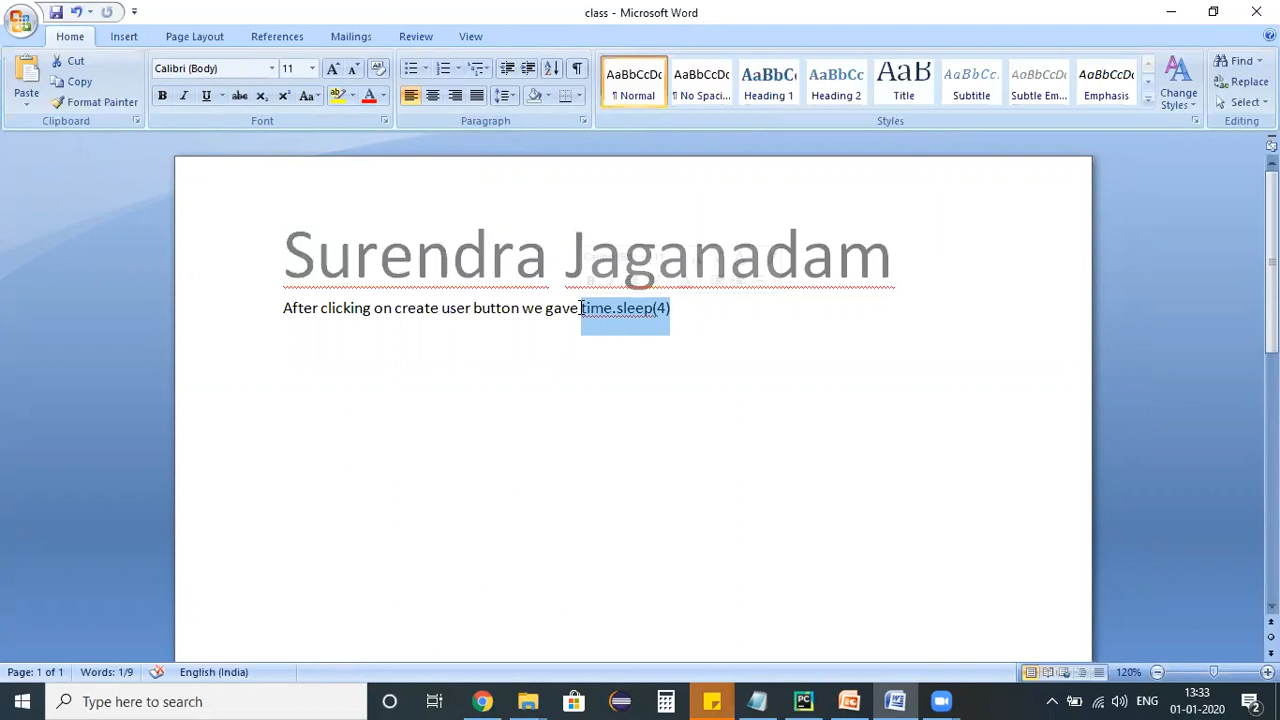 class - Microsoft Word
Home Insert Page Layout References Mailings Review View
Paste
Cut
Copy
Format Painter
Clipboard
Calibri (Body) 11
Font
Paragraph
AaBbCcDc AaBbCcDc AaBbC AaBbCc AaB AaBbCc. AaBbCcDc AaBbCcDc
¶ Normal ¶ No Spaci... Heading 1 Heading 2 Title Subtitle Subtle Em... Emphasis
Change Styles
Styles
Find
Replace
Select
Editing
Surendra Jaganadam
After clicking on create user button we gave time.sleep(4)
Page: 1 of 1 Words: 1/9 English (India) 120%
Type here to search
ENG
13:33
01-01-2020
2